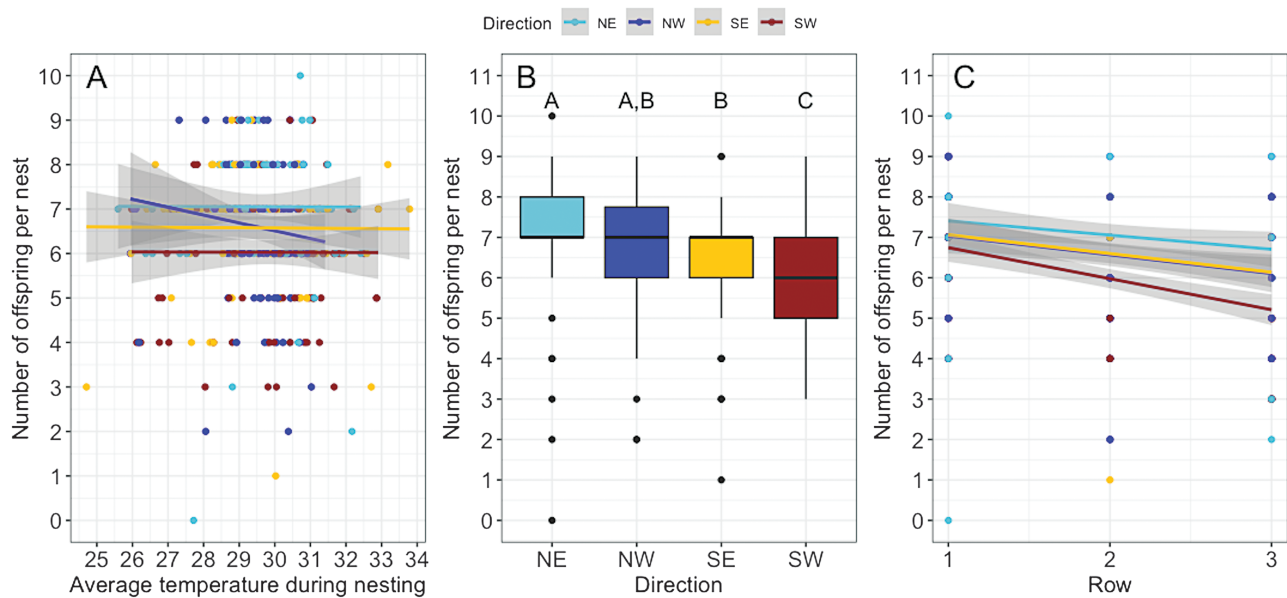 Direction NE NW SE SW
A
10
9
8
7
6
5
4
3
2
1
0
Number of offspring per nest
25 26 27 28 29 30 31 32 33 34
Average temperature during nesting
B
A A,B B C
11
10
9
8
7
6
5
4
3
2
1
0
Number of offspring per nest
NE NW SE SW
Direction
C
11
10
9
8
7
6
5
4
3
2
1
0
Number of offspring per nest
1 2 3
Row